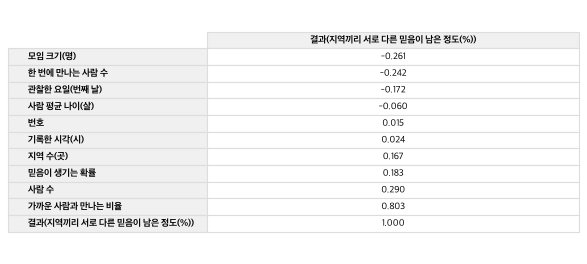 결과(지역끼리 서로 다른 믿음이 남은 정도(%))
모임 크기(명) -0.261
한 번에 만나는 사람 수 -0.242
관찰한 요일(번째 날) -0.172
사람 평균 나이(살) -0.060
번호 0.015
기록한 시각(시) 0.024
지역 수(곳) 0.167
믿음이 생기는 확률 0.183
사람 수 0.290
가까운 사람과 만나는 비율 0.803
결과(지역끼리 서로 다른 믿음이 남은 정도(%)) 1.000